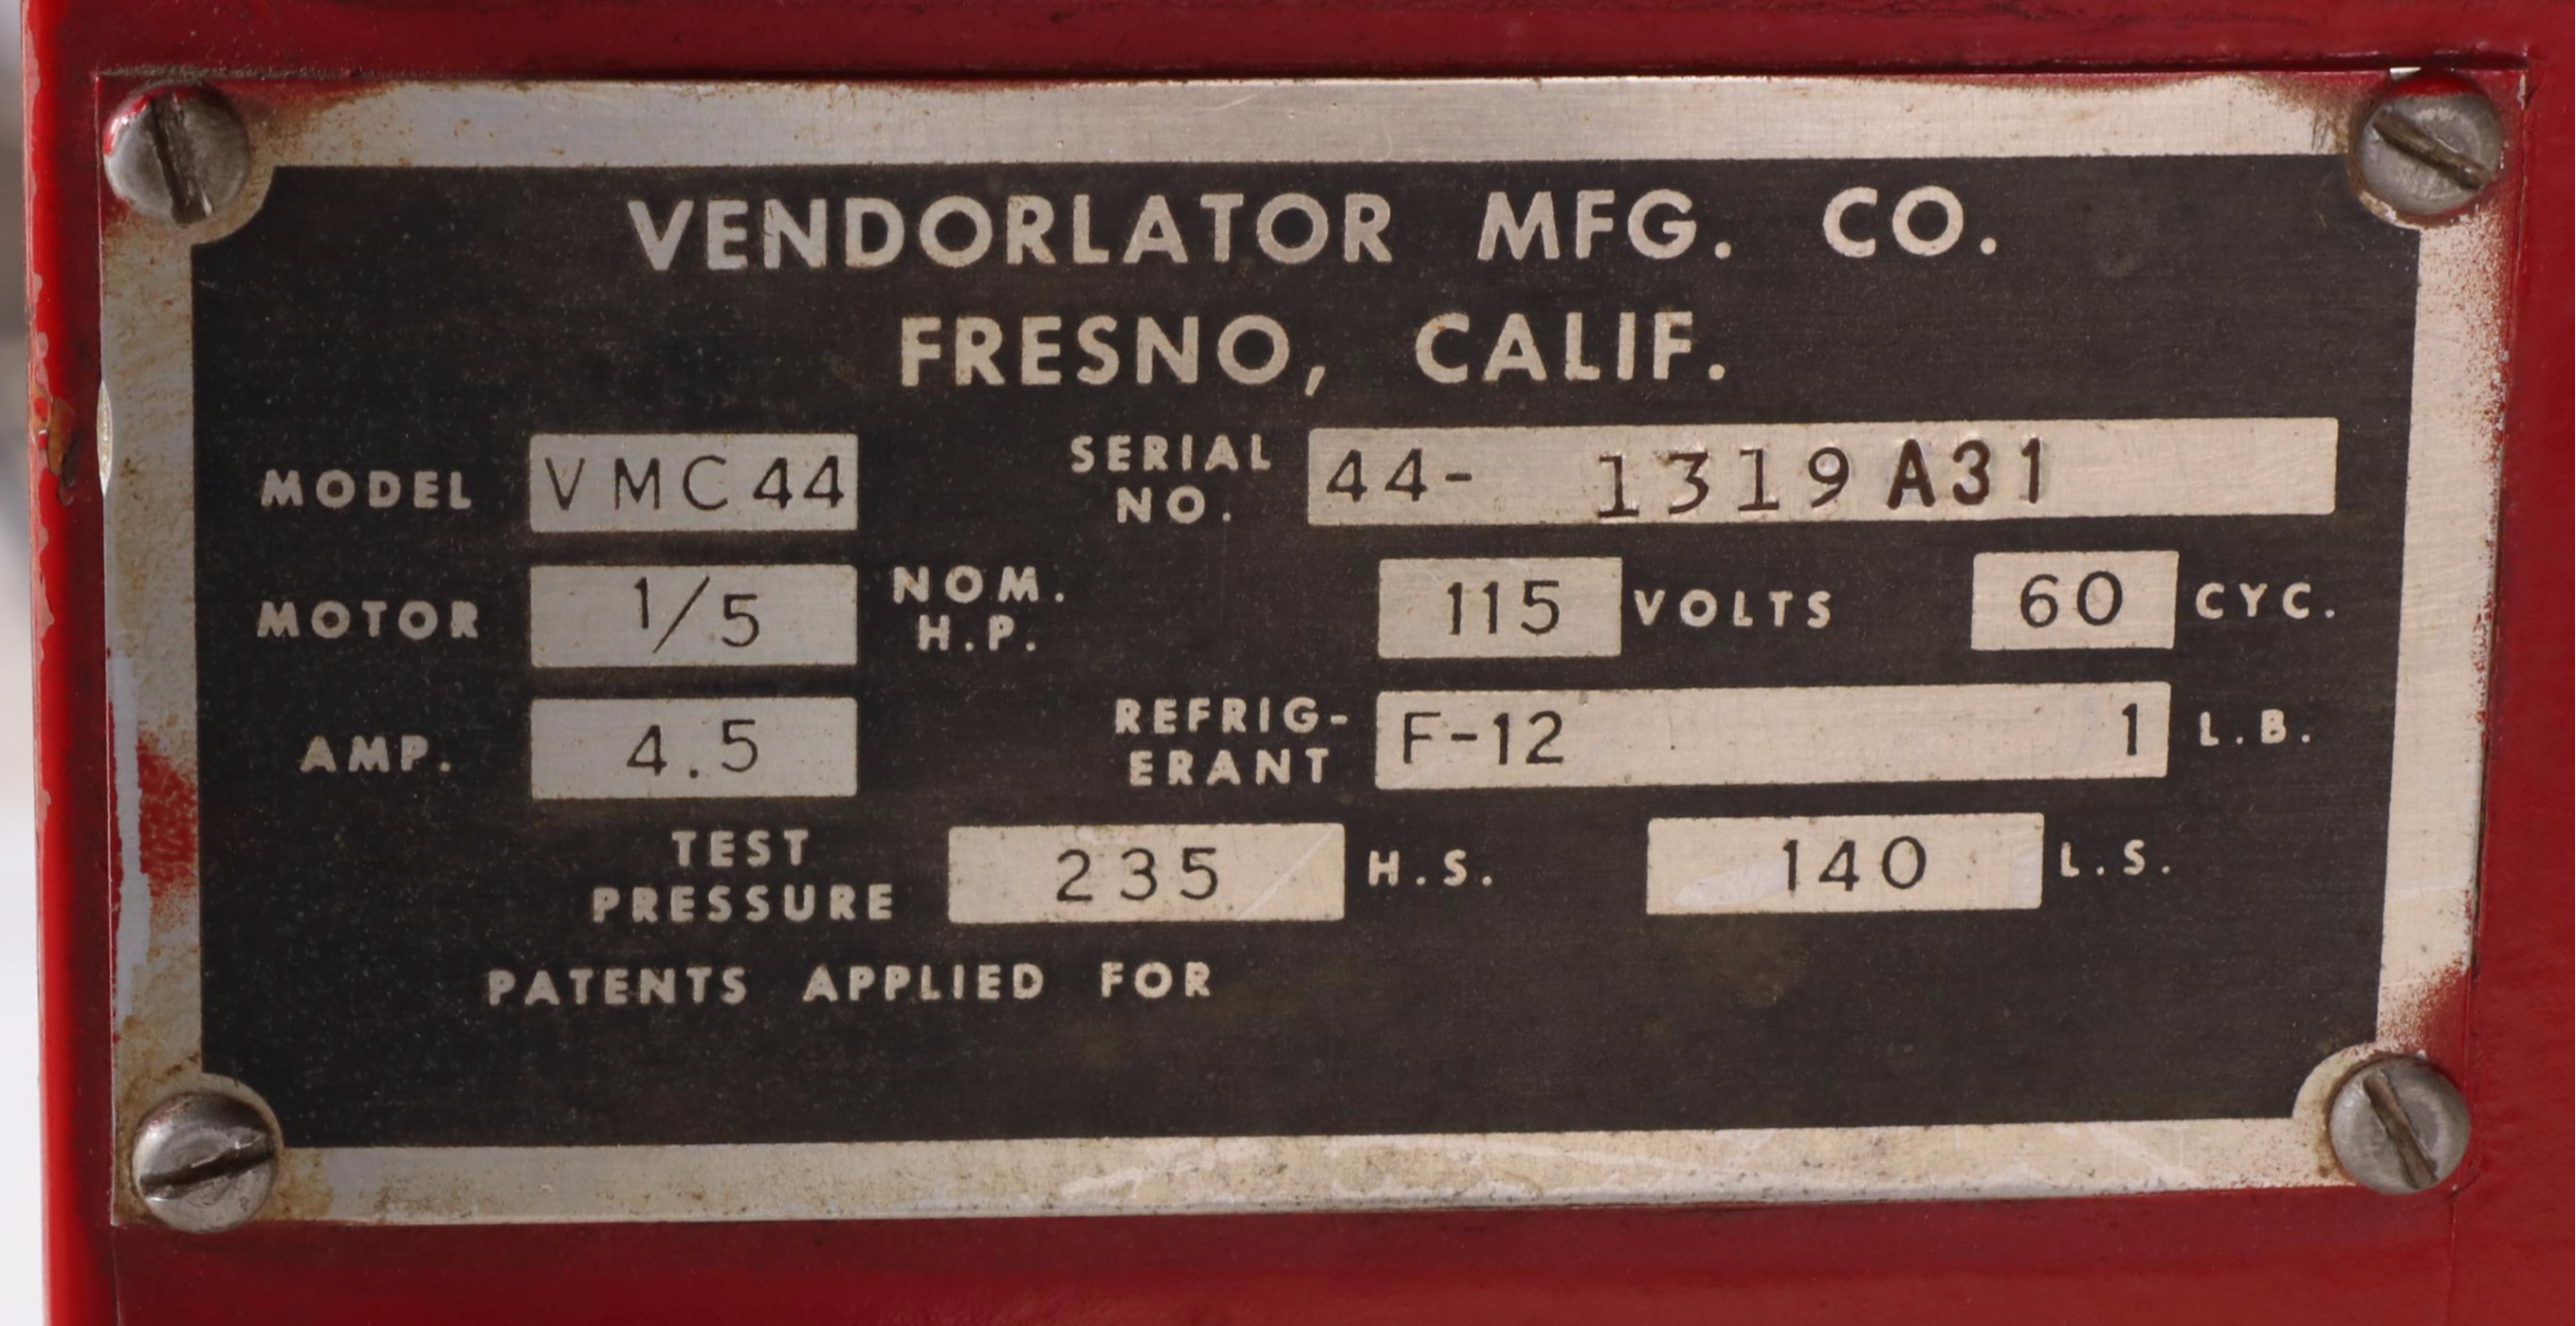 VENDORLATOR MFG. CO.
FRESNO, CALIF.
MODEL VMC44 SERIAL NO. 44- 1319 A31
MOTOR 1/5 NOM. H.P. 115 VOLTS 60 CYC.
AMP. 4.5 REFRIG-ERANT F-12 1 L.B.
TEST PRESSURE 235 H.S. 140 L.S.
PATENTS APPLIED FOR